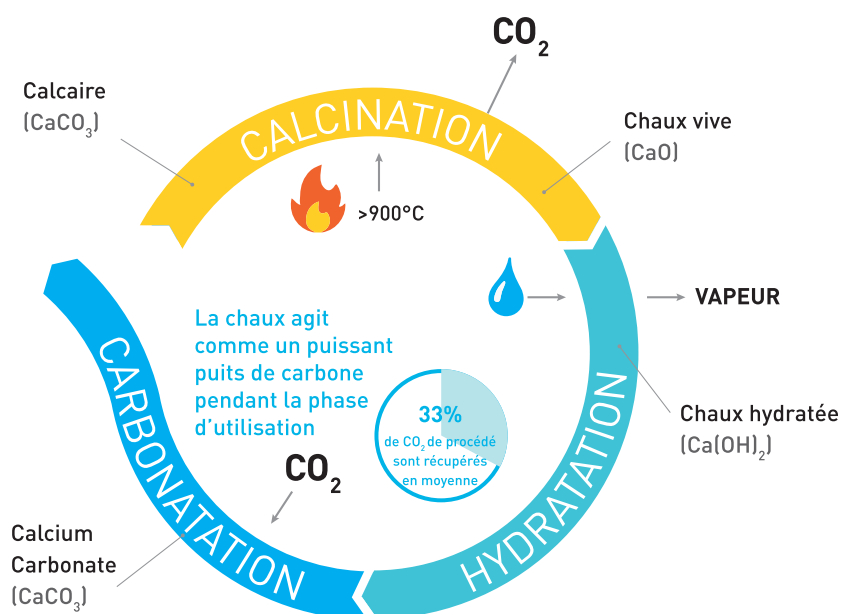 CO₂
Calcaire
(CaCO₃)
CALCINATION
Chaux vive
(CaO)
>900°C
VAPEUR
La chaux agit
comme un puissant
puits de carbone
pendant la phase
d'utilisation
33%
de CO₂ de procédé
sont récupérés
en moyenne
Chaux hydratée
(Ca(OH)₂)
HYDRATATION
CO₂
CARBONATATION
Calcium
Carbonate
(CaCO₃)